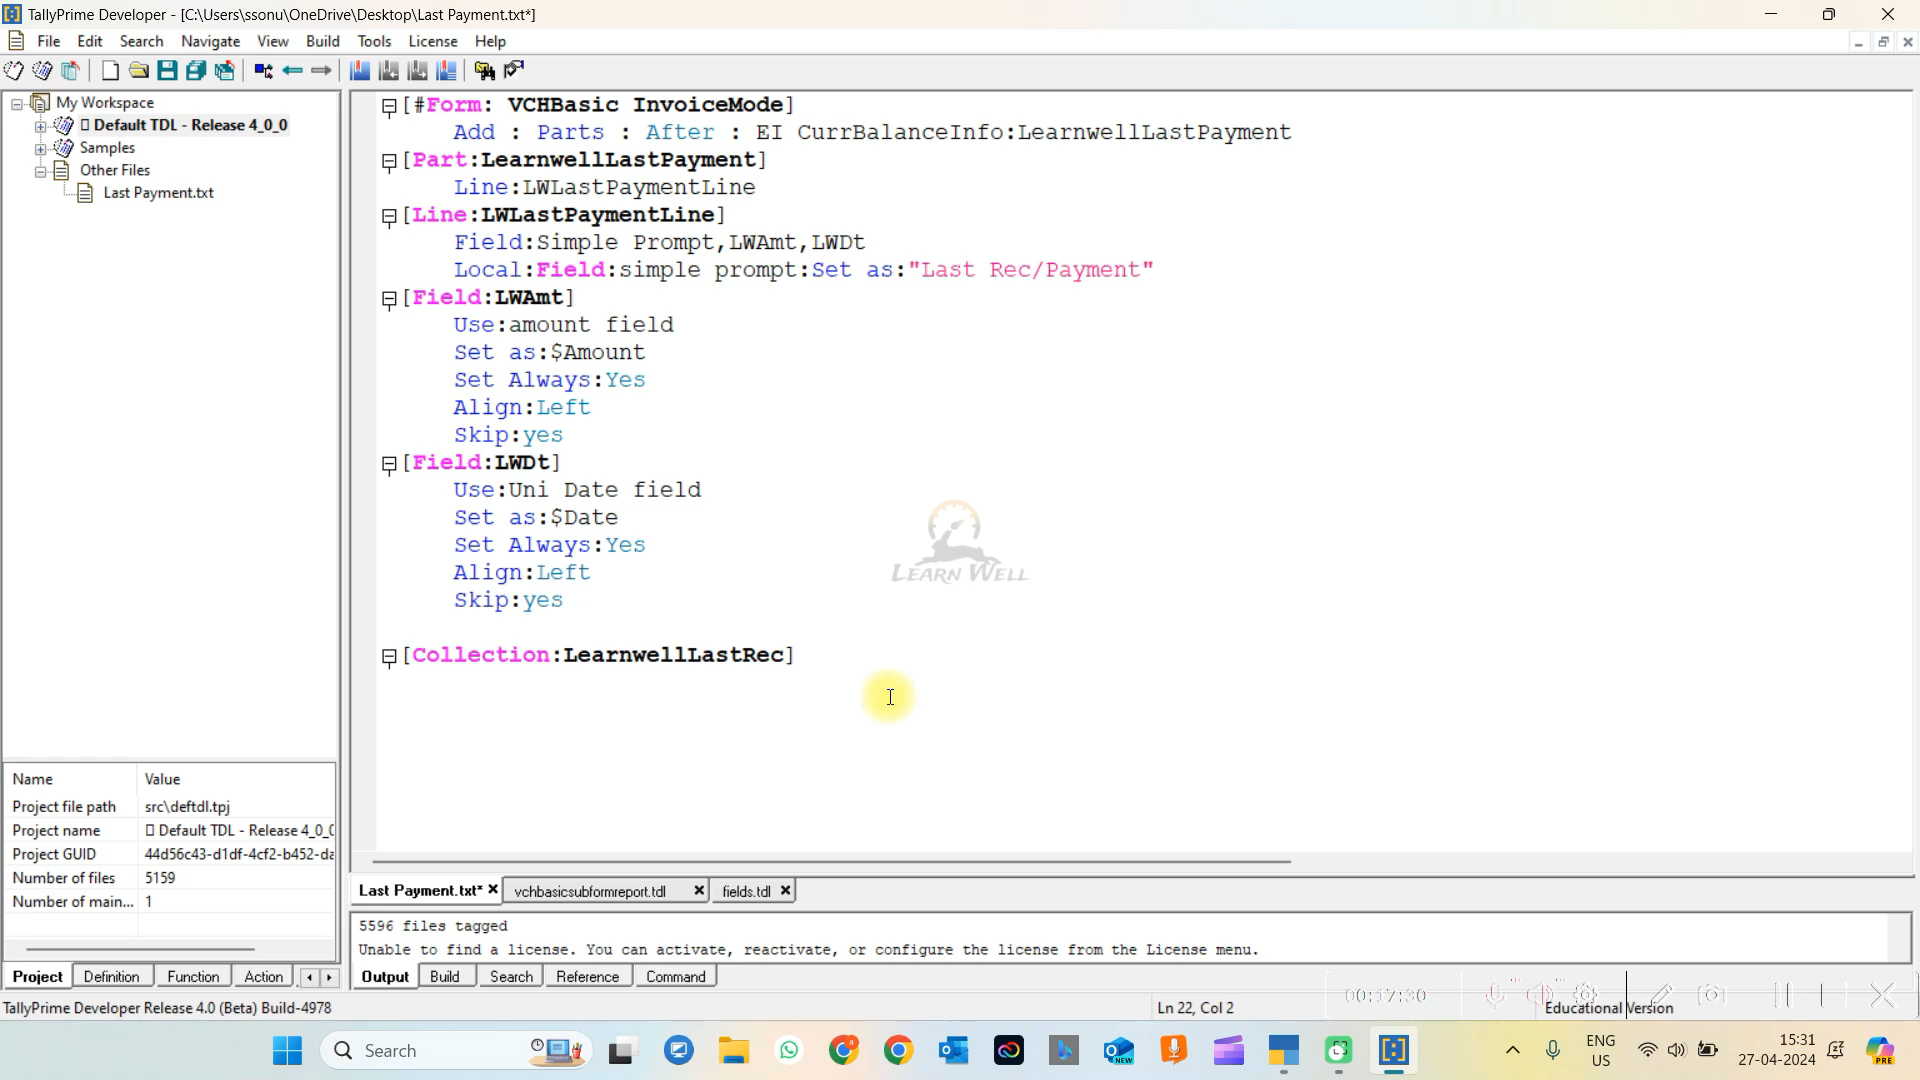 TallyPrime Developer - [C:\Users\ssonu\OneDrive\Desktop\Last Payment.txt*]
File Edit Search Navigate View Build Tools License Help
My Workspace
Default TDL - Release 4_0_0
Samples
Other Files
Last Payment.txt
[#Form: VCHBasic InvoiceMode]
Add : Parts : After : EI CurrBalanceInfo:LearnwellLastPayment
[Part:LearnwellLastPayment]
Line:LWLastPaymentLine
[Line:LWLastPaymentLine]
Field:Simple Prompt,LWAmt,LWDt
Local:Field:simple prompt:Set as:"Last Rec/Payment"
[Field:LWAmt]
Use:amount field
Set as:$Amount
Set Always:Yes
Align:Left
Skip:yes
[Field:LWDt]
Use:Uni Date field
Set as:$Date
Set Always:Yes
Align:Left
Skip:yes
[Collection:LearnwellLastRec]
LEARN WELL
Name Value
Project file path src\deftdl.tpj
Project name Default TDL - Release 4_0_(
Project GUID 44d56c43-d1df-4cf2-b452-da
Number of files 5159
Number of main... 1
Project Definition Function Action
Last Payment.txt* vchbasicsubformreport.tdl fields.tdl
5596 files tagged
Unable to find a license. You can activate, reactivate, or configure the license from the License menu.
Output Build Search Reference Command
00:17:30
TallyPrime Developer Release 4.0 (Beta) Build-4978 Ln 22, Col 2 Educational Version
Search
NEW
ENG
US
15:31
27-04-2024
PRE